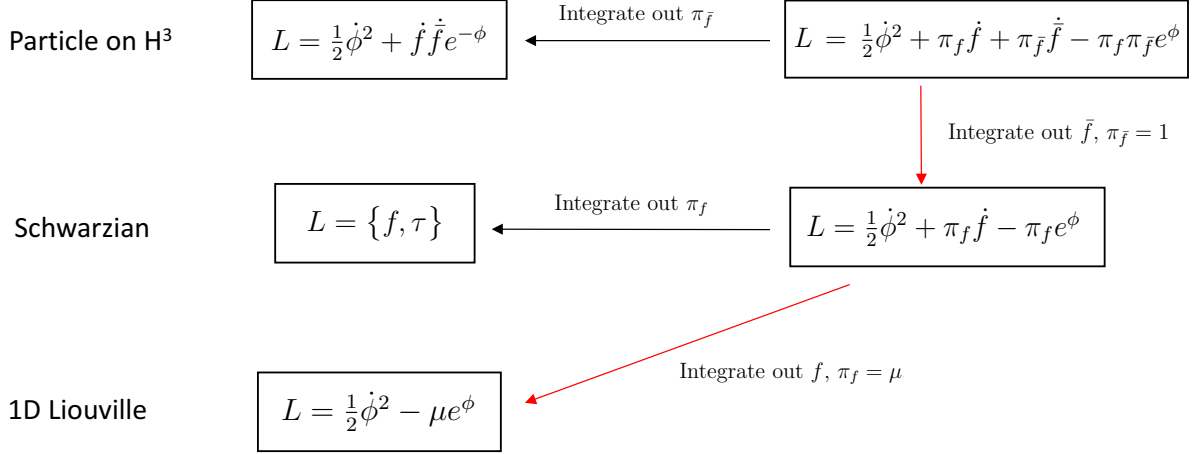 Integrate out π_f̄
Particle on H³
L = ½ϕ̇² + ḟ f̄̇ e^{−ϕ}
L = ½ϕ̇² + π_f ḟ + π_f̄ f̄̇ − π_f π_f̄ e^ϕ
Integrate out f̄, π_f̄ = 1
Integrate out π_f
Schwarzian
L = {f, τ}
L = ½ϕ̇² + π_f ḟ − π_f e^ϕ
Integrate out f, π_f = μ
1D Liouville
L = ½ϕ̇² − μe^ϕ